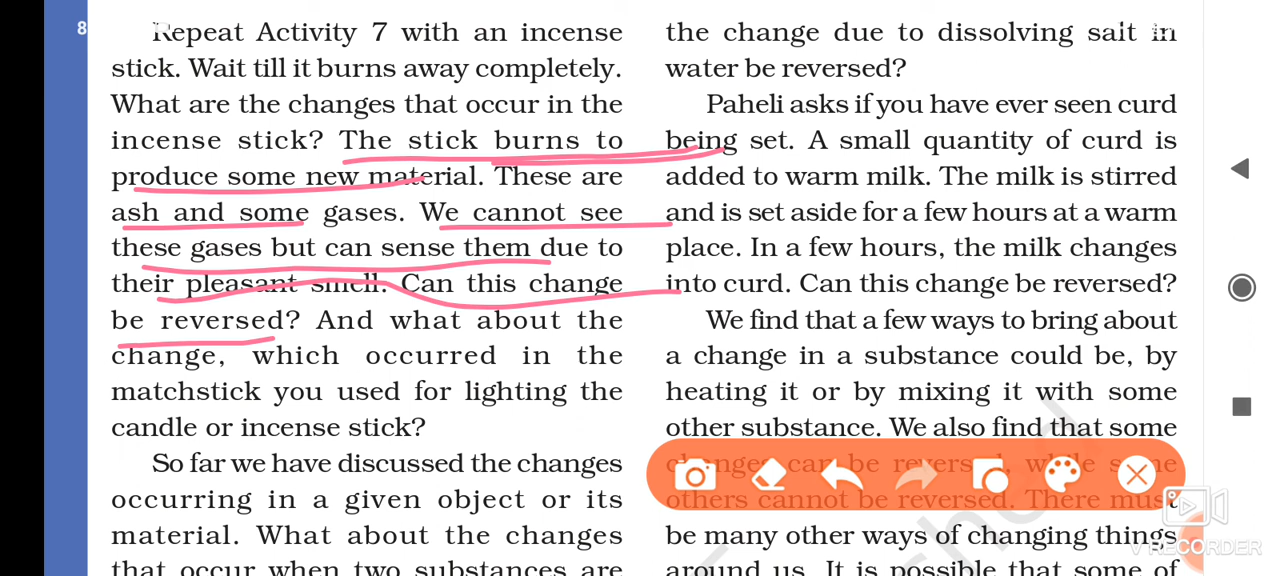 8
Repeat Activity 7 with an incense
stick. Wait till it burns away completely.
What are the changes that occur in the
incense stick? The stick burns to
produce some new material. These are
ash and some gases. We cannot see
these gases but can sense them due to
their pleasant smell. Can this change
be reversed? And what about the
change, which occurred in the
matchstick you used for lighting the
candle or incense stick?
So far we have discussed the changes
occurring in a given object or its
material. What about the changes
that occur when two substances are
the change due to dissolving salt in
water be reversed?
Paheli asks if you have ever seen curd
being set. A small quantity of curd is
added to warm milk. The milk is stirred
and is set aside for a few hours at a warm
place. In a few hours, the milk changes
into curd. Can this change be reversed?
We find that a few ways to bring about
a change in a substance could be, by
heating it or by mixing it with some
other substance. We also find that some
changes can be reversed, while some
others cannot be reversed. There must
be many other ways of changing things
around us. It is possible that some of
V RECORDER